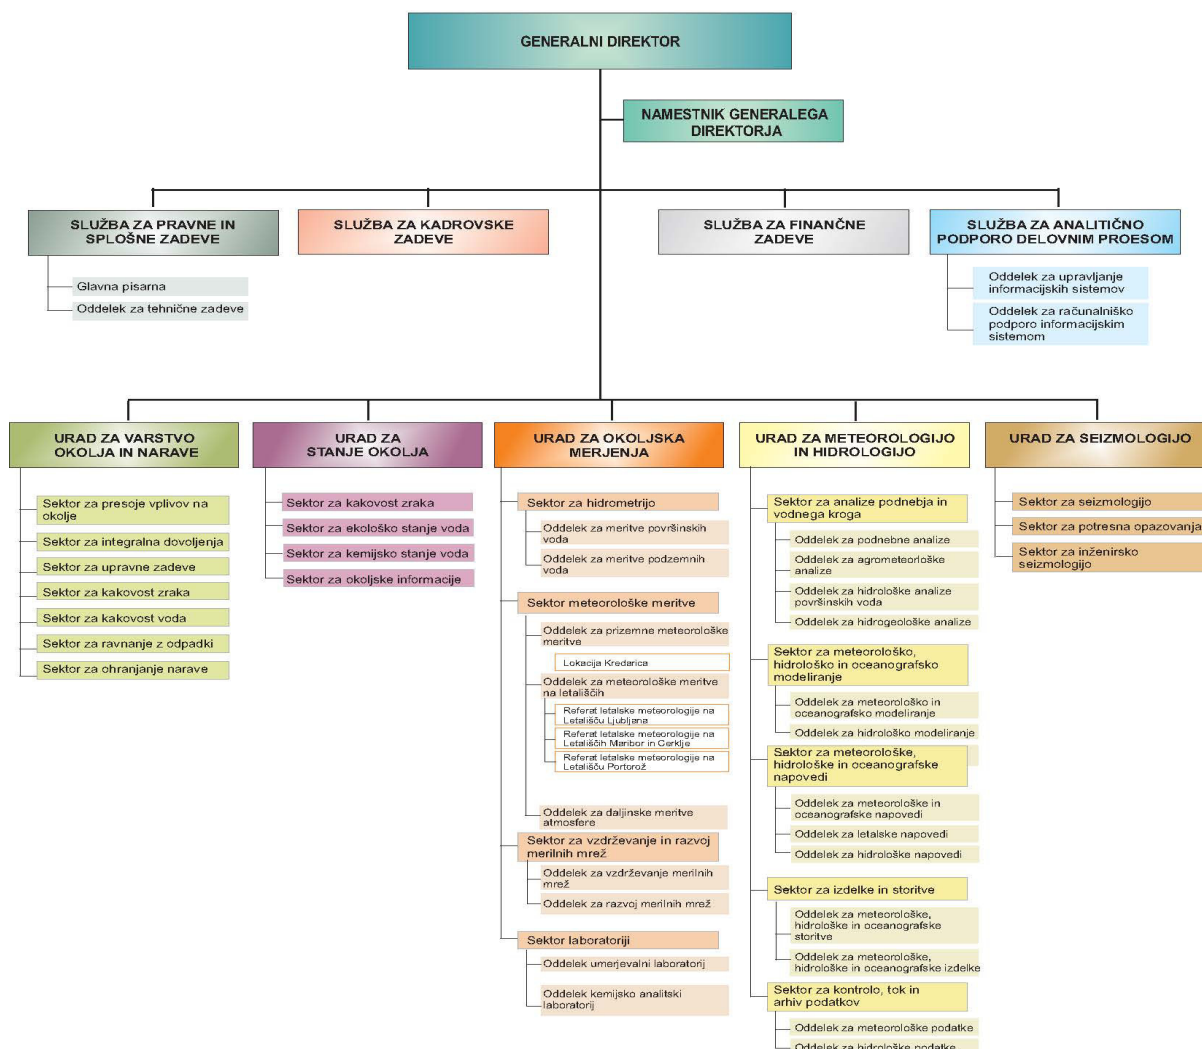 GENERALNI DIREKTOR
NAMESTNIK GENERALEGA
DIREKTORJA
SLUŽBA ZA PRAVNE IN
SPLOŠNE ZADEVE
Glavna pisarna
Oddelek za tehnične zadeve
SLUŽBA ZA KADROVSKE
ZADEVE
SLUŽBA ZA FINANČNE
ZADEVE
SLUŽBA ZA ANALITIČNO
PODPORO DELOVNIM PROESOM
Oddelek za upravljanje
informacijskih sistemov
Oddelek za računalniško
podporo informacijskim
sistemom
URAD ZA VARSTVO
OKOLJA IN NARAVE
Sektor za presoje vplivov na
okolje
Sektor za integralna dovoljenja
Sektor za upravne zadeve
Sektor za kakovost zraka
Sektor za kakovost voda
Sektor za ravnanje z odpadki
Sektor za ohranjanje narave
URAD ZA
STANJE OKOLJA
Sektor za kakovost zraka
Sektor za ekološko stanje voda
Sektor za kemijsko stanje voda
Sektor za okoljske informacije
URAD ZA OKOLJSKA
MERJENJA
Sektor za hidrometrijo
Oddelek za meritve površinskih
voda
Oddelek za meritve podzemnih
voda
Sektor meteorološke meritve
Oddelek za prizemne meteorološke
meritve
Lokacija Kredarica
Oddelek za meteorološke meritve
na letališčih
Referat letalske meteorologije na
Letališču Ljubljana
Referat letalske meteorologije na
Letališčih Maribor in Cerklje
Referat letalske meteorologije na
Letališču Portorož
Oddelek za daljinske meritve
atmosfere
Sektor za vzdrževanje in razvoj
merilnih mrež
Oddelek za vzdrževanje merilnih
mrež
Oddelek za razvoj merilnih mrež
Sektor laboratoriji
Oddelek umerjevalni laboratorij
Oddelek kemijsko analitski
laboratorij
URAD ZA METEOROLOGIJO
IN HIDROLOGIJO
Sektor za analize podnebja in
vodnega kroga
Oddelek za podnebne analize
Oddelek za agrometeorološke
analize
Oddelek za hidrološke analize
površinskih voda
Oddelek za hidrogeološke analize
Sektor za meteorološko,
hidrološko in oceanografsko
modeliranje
Oddelek za meteorološko in
oceanografsko modeliranje
Oddelek za hidrološko modeliranje
Sektor za meteorološke,
hidrološke in oceanografske
napovedi
Oddelek za meteorološke in
oceanografske napovedi
Oddelek za letalske napovedi
Oddelek za hidrološke napovedi
Sektor za izdelke in storitve
Oddelek za meteorološke,
hidrološke in oceanografske
storitve
Oddelek za meteorološke,
hidrološke in oceanografske izdelke
Sektor za kontrolo, tok in
arhiv podatkov
Oddelek za meteorološke podatke
Oddelek za hidrološke podatke
URAD ZA SEIZMOLOGIJO
Sektor za seizmologijo
Sektor za potresna opazovanja
Sektor za inženirsko
seizmologijo